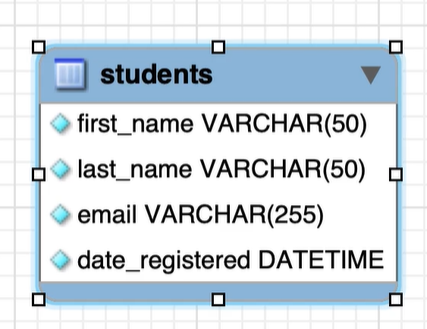 students
first_name VARCHAR(50)
last_name VARCHAR(50)
email VARCHAR(255)
date_registered DATETIME